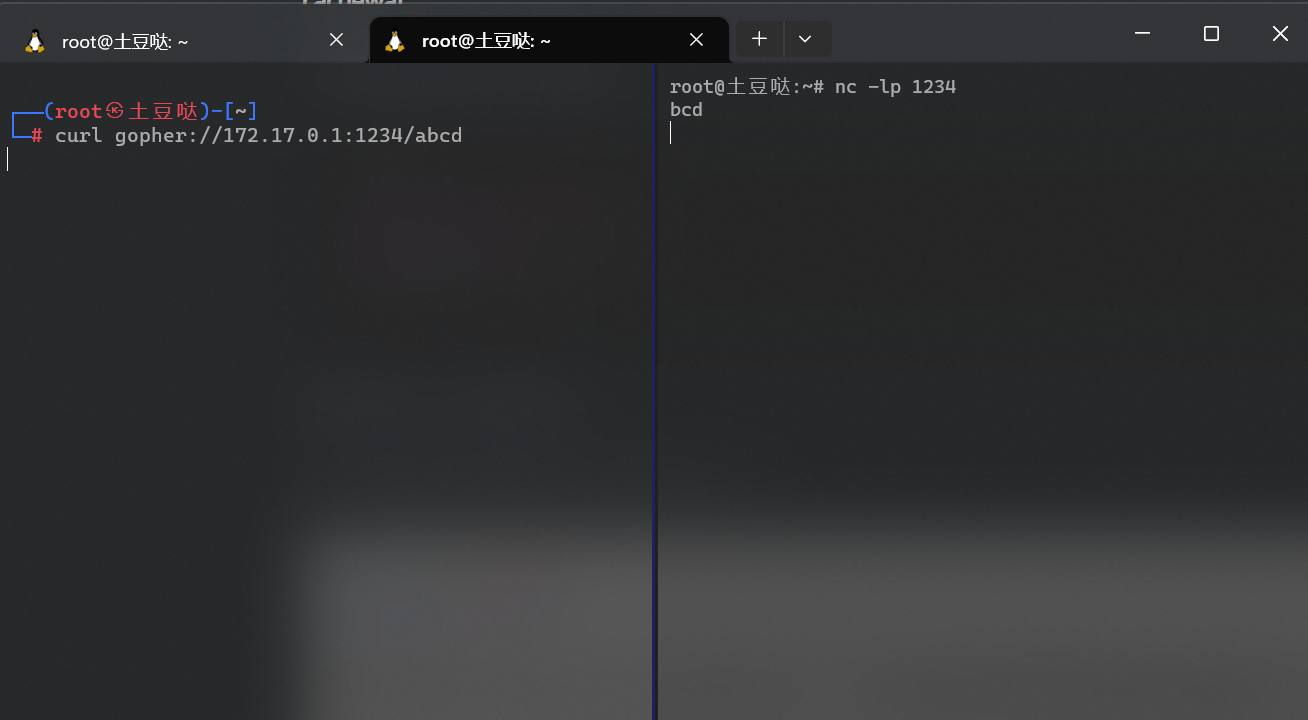 root@土豆哒: ~
root@土豆哒: ~
(root㉿土豆哒)-[~]
# curl gopher://172.17.0.1:1234/abcd
root@土豆哒:~# nc -lp 1234
bcd